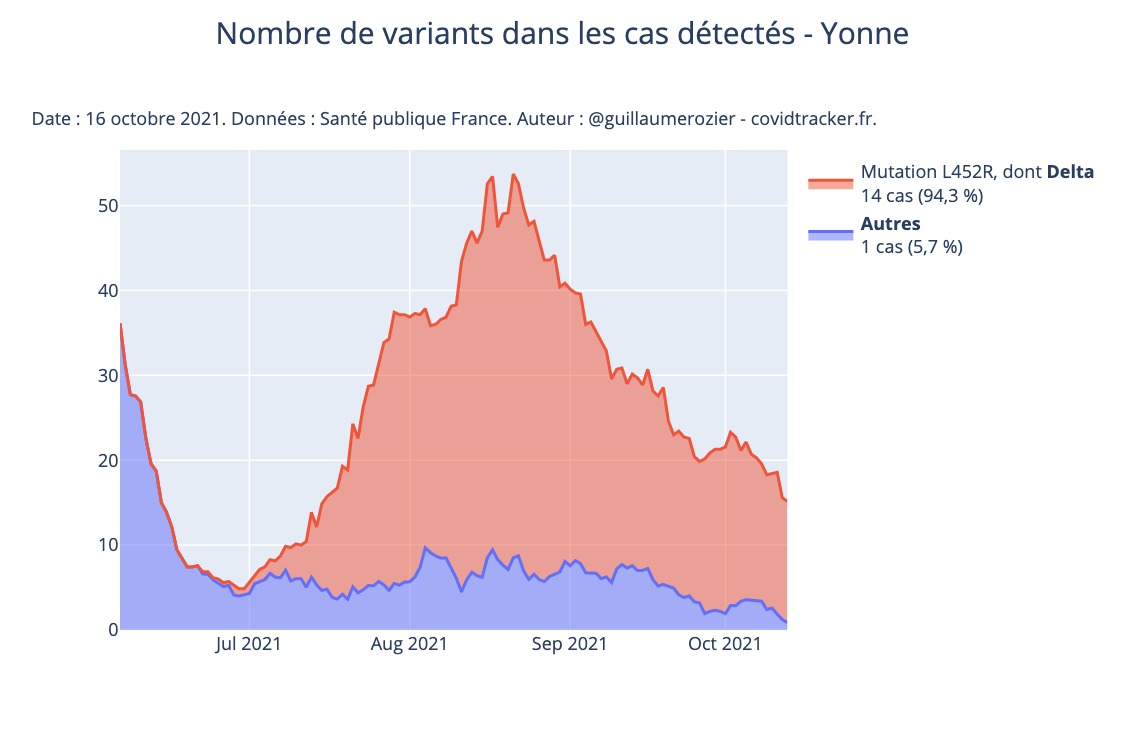 Nombre de variants dans les cas détectés - Yonne
Date : 16 octobre 2021. Données : Santé publique France. Auteur : @guillaumerozier - covidtracker.fr.
Mutation L452R, dont Delta
14 cas (94,3 %)
Autres
1 cas (5,7 %)
50
40
30
20
10
0
Jul 2021
Aug 2021
Sep 2021
Oct 2021